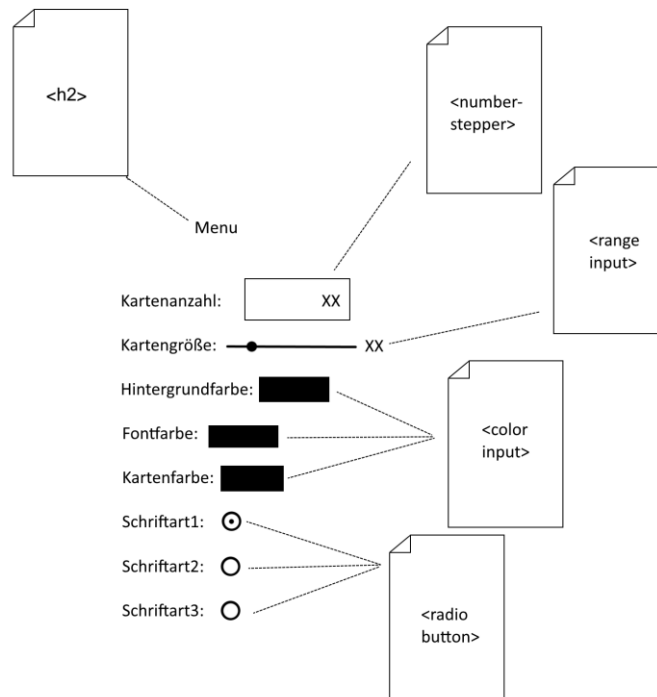 <h2>
<number-
stepper>
<range
input>
Menu
Kartenanzahl: XX
Kartengröße: XX
Hintergrundfarbe:
Fontfarbe:
<color
input>
Kartenfarbe:
Schriftart1:
Schriftart2:
Schriftart3:
<radio
button>